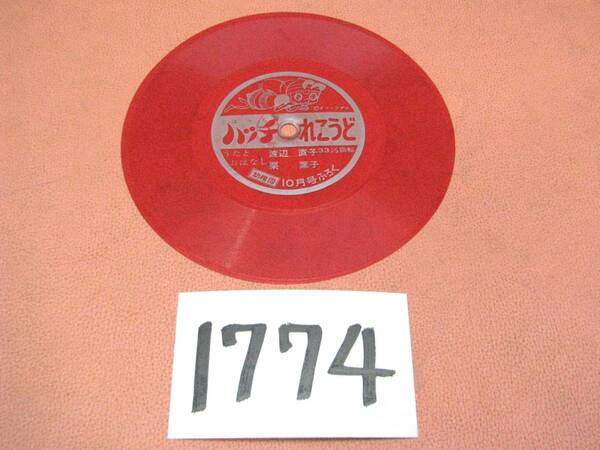 ハッチ れこうど
うたと 渡辺 直子 33⅓回転
おはなし 栗 葉子
幼稚園 10月号ふろく
1774